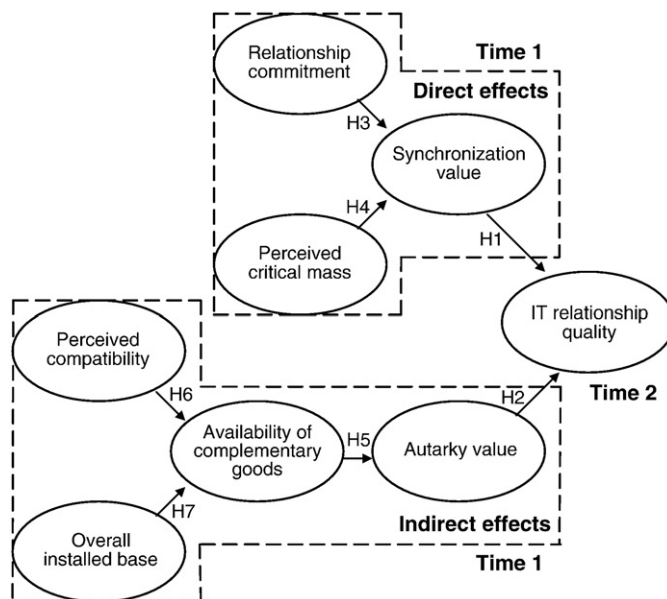 Relationship
commitment
Time 1
Direct effects
H3
Synchronization
value
H4
Perceived
critical mass
H1
IT relationship
quality
Time 2
Perceived
compatibility
H6
Availability of
complementary
goods
H5
Autarky value
H2
H7
Overall
installed base
Indirect effects
Time 1